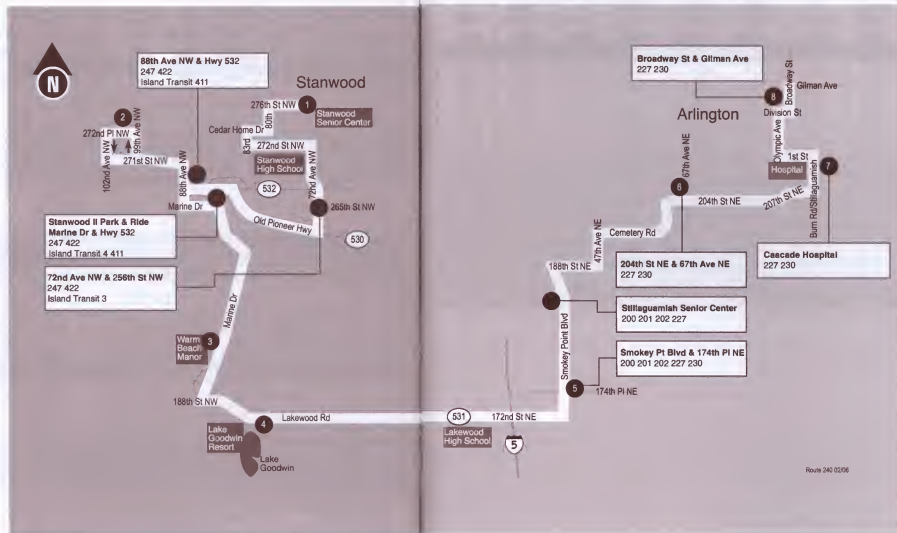 N
88th Ave NW & Hwy 532
247 422
Island Transit 411
Stanwood
276th St NW
1
Stanwood
Senior Center
80th
Cedar Home Dr
83rd
272nd St NW
Stanwood
High School
72nd Ave NW
2
272nd Pl NW
99th Ave NW
102nd Ave NW
271st St NW
88th Ave NW
532
Marine Dr
265th St NW
Old Pioneer Hwy
530
Stanwood II Park & Ride
Marine Dr & Hwy 532
247 422
Island Transit 4 411
72nd Ave NW & 256th St NW
247 422
Island Transit 3
Marine Dr
Warm
Beach
Manor
3
188th St NW
4
Lakewood Rd
Lake
Goodwin
Resort
Lake
Goodwin
Broadway St & Gilman Ave
227 230
Broadway St
Gilman Ave
8
Division St
Arlington
Olympic Ave
1st St
Hospital
7
67th Ave NE
6
204th St NE
207th St NE
Burn Rd/Stillaguamish
Cemetery Rd
47th Ave NE
188th St NE
204th St NE & 67th Ave NE
227 230
Cascade Hospital
227 230
Stillaguamish Senior Center
200 201 202 227
Smokey Point Blvd
Smokey Pt Blvd & 174th Pl NE
200 201 202 227 230
5
174th Pl NE
531
172nd St NE
Lakewood
High School
5
Route 240 02/06